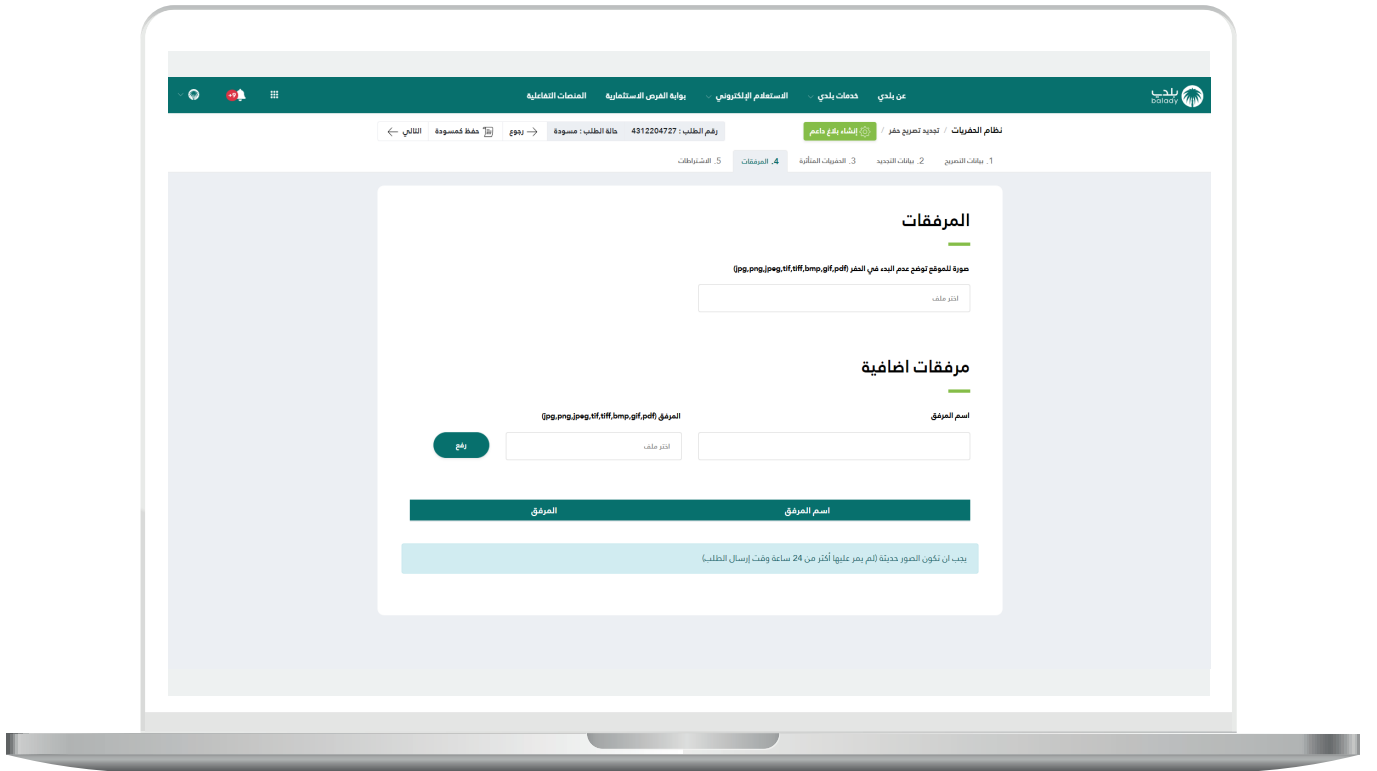 بلدي
balady
عن بلدي
خدمات بلدي
الاستعلام الإلكتروني
بوابة الفرص الاستثمارية
المنصات التفاعلية
+9
نظام الحفريات / تجديد تصريح حفر /
إنشاء بلاغ داعم
رقم الطلب : 4312204727
حالة الطلب : مسودة
رجوع
حفظ كمسودة
التالي
1. بيانات التصريح
2. بيانات التجديد
3. الحفريات المتأثرة
4. المرفقات
5. الاشتراطات
المرفقات
صورة للموقع توضح عدم البدء في الحفر (jpg,png,jpeg,tif,tiff,bmp,gif,pdf)
اختر ملف
مرفقات اضافية
اسم المرفق
المرفق (jpg,png,jpeg,tif,tiff,bmp,gif,pdf)
اختر ملف
رفع
اسم المرفق
المرفق
يجب ان تكون الصور حديثة (لم يمر عليها أكثر من 24 ساعة وقت إرسال الطلب)